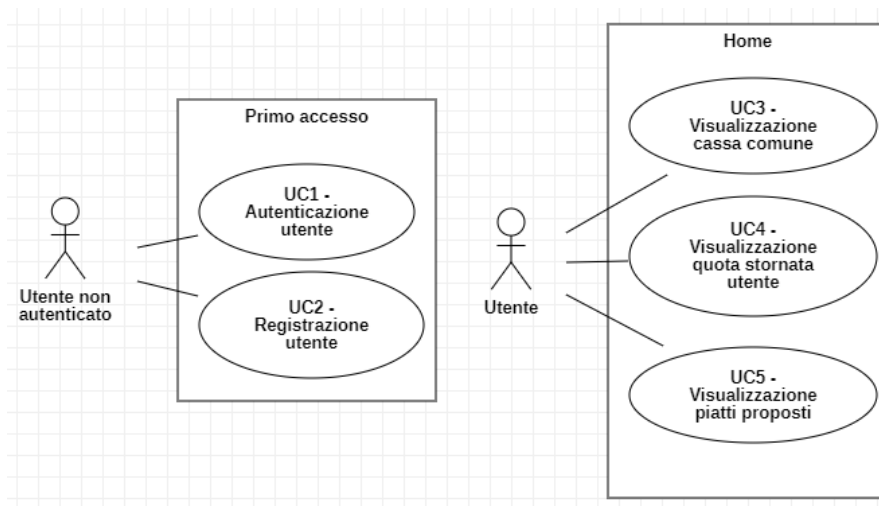 Primo accesso
UC1 -
Autenticazione
utente
UC2 -
Registrazione
utente
Utente non
autenticato
Home
UC3 -
Visualizzazione
cassa comune
UC4 -
Visualizzazione
quota stornata
utente
UC5 -
Visualizzazione
piatti proposti
Utente